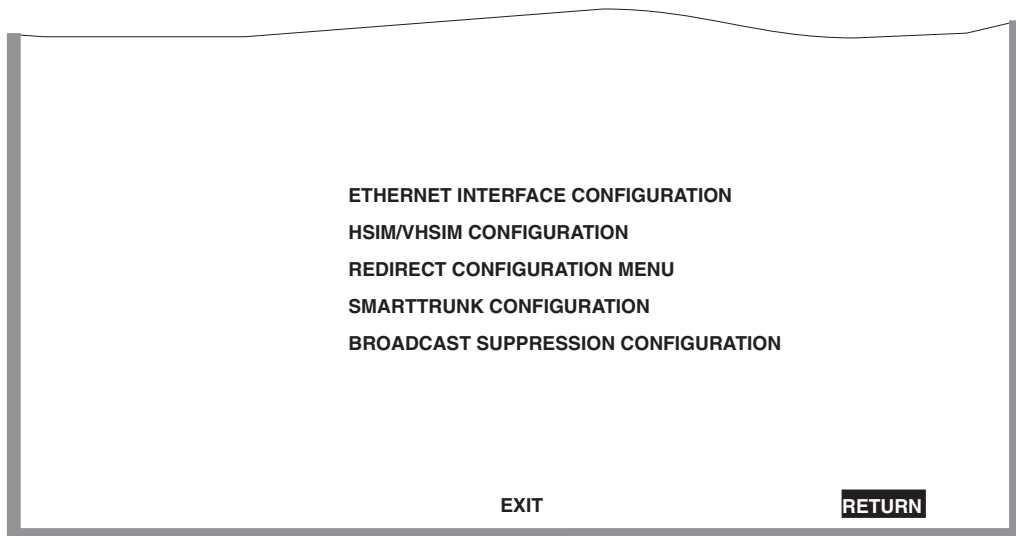 ETHERNET INTERFACE CONFIGURATION
HSIM/VHSIM CONFIGURATION
REDIRECT CONFIGURATION MENU
SMARTTRUNK CONFIGURATION
BROADCAST SUPPRESSION CONFIGURATION
EXIT RETURN